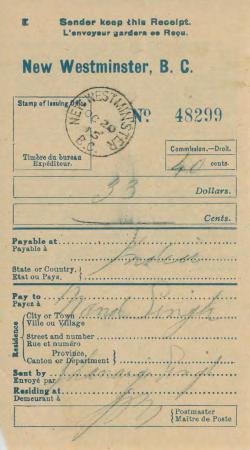 E Sender keep this Receipt.
L'envoyeur gardera ce Reçu.
New Westminster, B. C.
Stamp of Issuing Office
NEW WESTMINSTER
B.C.
No 48299
Timbre du bureau
Expéditeur.
Commission.—Droit.
40 cents.
33
Dollars.
Cents.
Payable at
Payable à
State or Country,
Etat ou Pays.
Pay to
Payez à
Singh
Residence
City or Town
Ville ou Village
Street and number
Rue et numéro
Province,
Canton or Départment
Sent by
Envoyé par
Singh
Residing at
Demeurant à
Postmaster
Maître de Poste